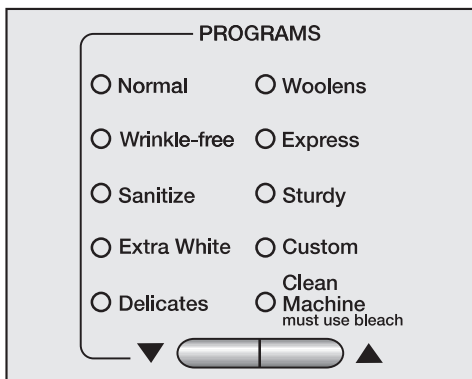 PROGRAMS
Normal
Woolens
Wrinkle-free
Express
Sanitize
Sturdy
Extra White
Custom
Delicates
Clean
Machine
must use bleach